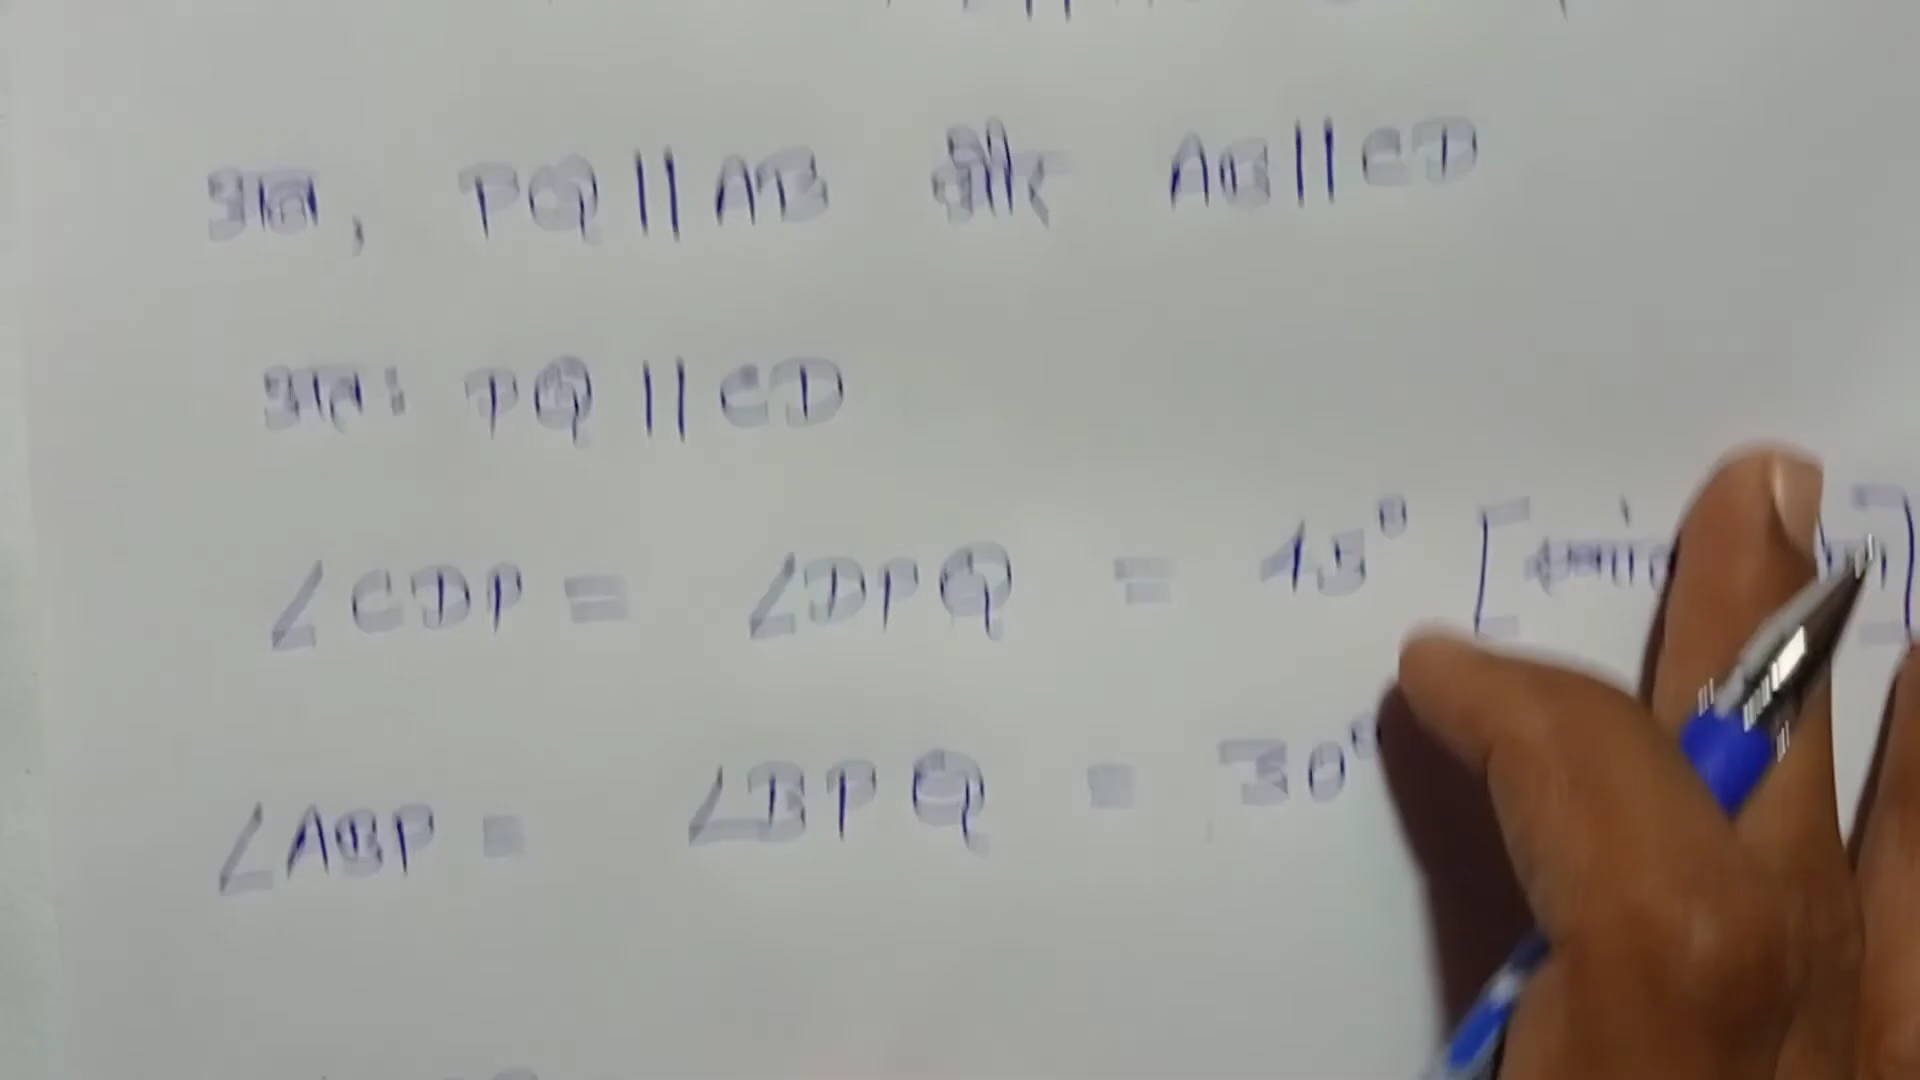 अब, PQ || AB और AB || CD
अतः PQ || CD
∠CDP = ∠DPQ = 45° [ ]
∠ABP = ∠BPQ = 30°